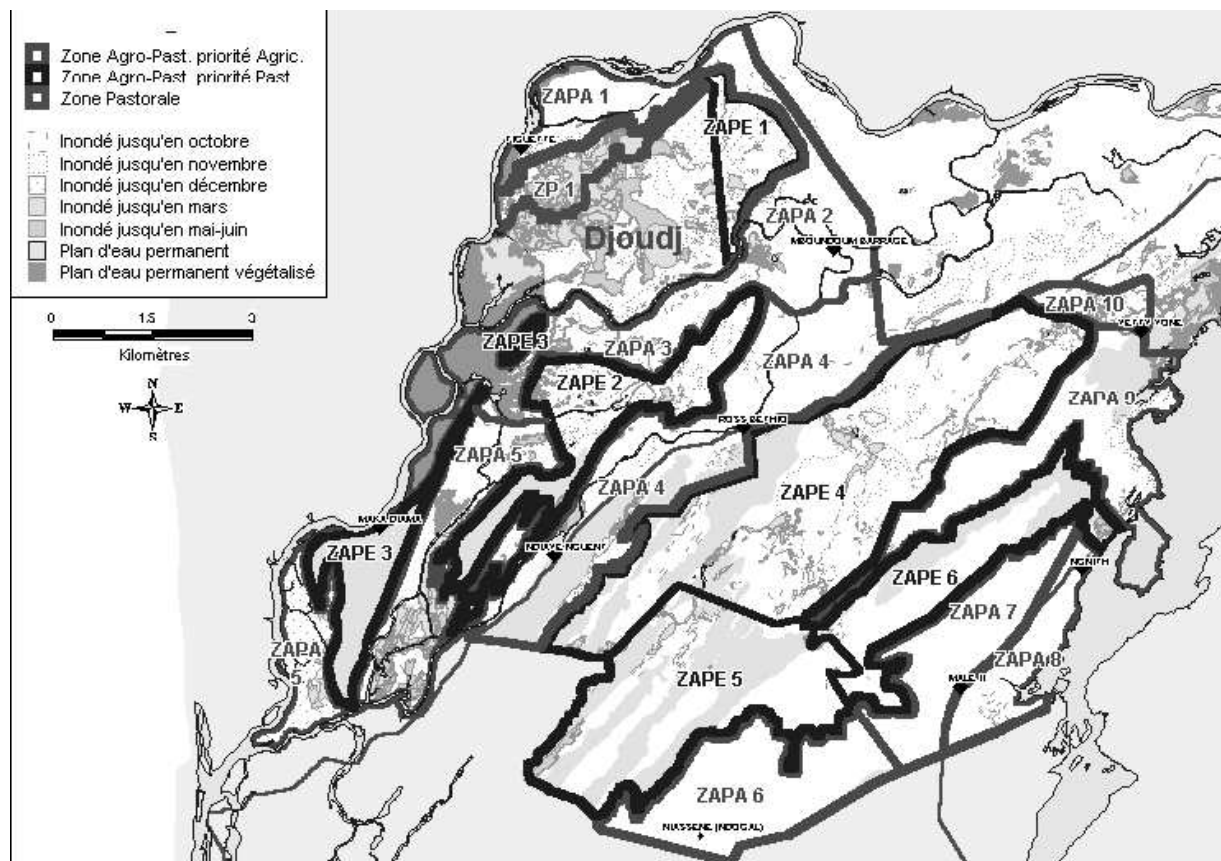 Zone Agro-Past. priorité Agric.
Zone Agro-Past. priorité Past
Zone Pastorale
Inondé jusqu'en octobre
Inondé jusqu'en novembre
Inondé jusqu'en décembre
Inondé jusqu'en mars
Inondé jusqu'en mai-juin
Plan d'eau permanent
Plan d'eau permanent végétalisé
0 1,5 3
Kilomètres
N
W E
S
ZAPA 1
ZAPE 1
ZP 1
ZAPA 2
Djoudj
MBOUNDOUM BARRAGE
ZAPA 10
ZAPE 3
ZAPA 3
ZAPA 4
ZAPE 2
ZAPA 9
ROSS BETHIO
ZAPA 5
ZAPA 4
ZAPE 4
MAKA DIAMA
ZAPE 3
ZAPE 6
ZAPA 7
ZAPA
5
ZAPA 8
ZAPE 5
ZAPA 6